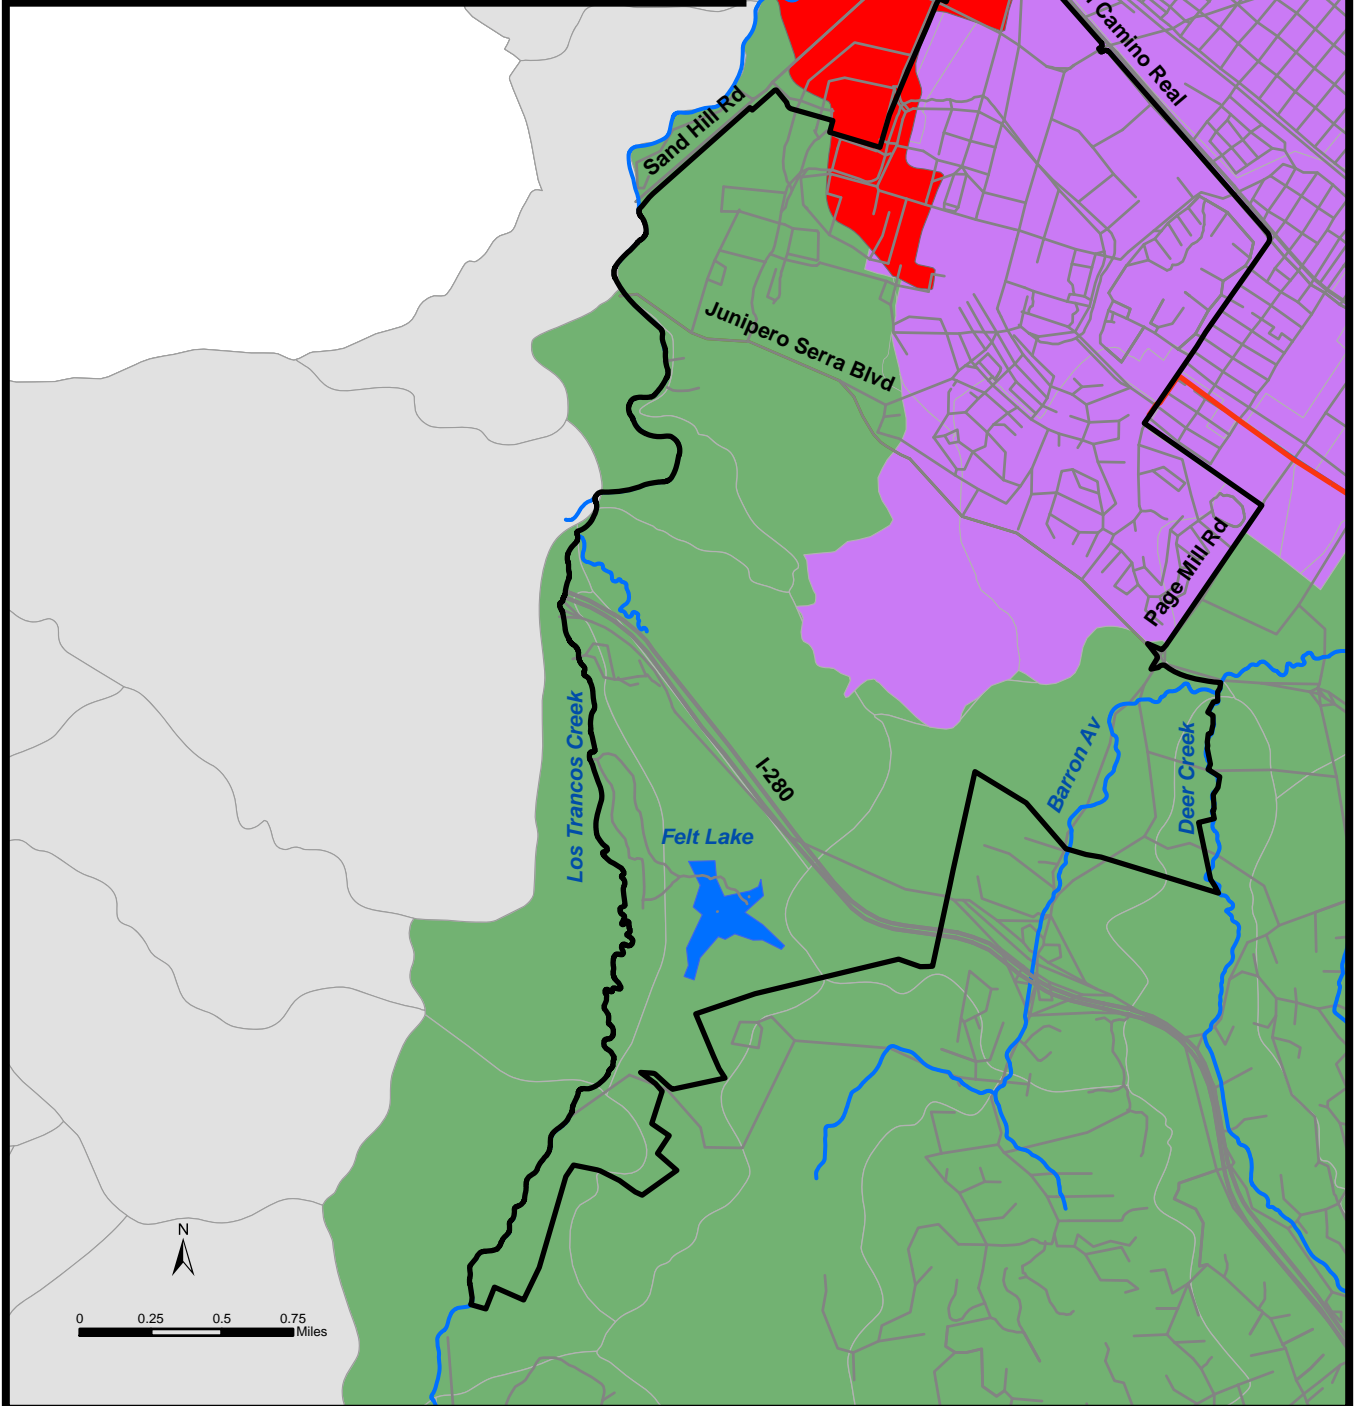 Camino Real
Sand Hill Rd
Junipero Serra Blvd
Page Mill Rd
Los Trancos Creek
I-280
Barron Av
Deer Creek
Felt Lake
N
0 0.25 0.5 0.75
Miles